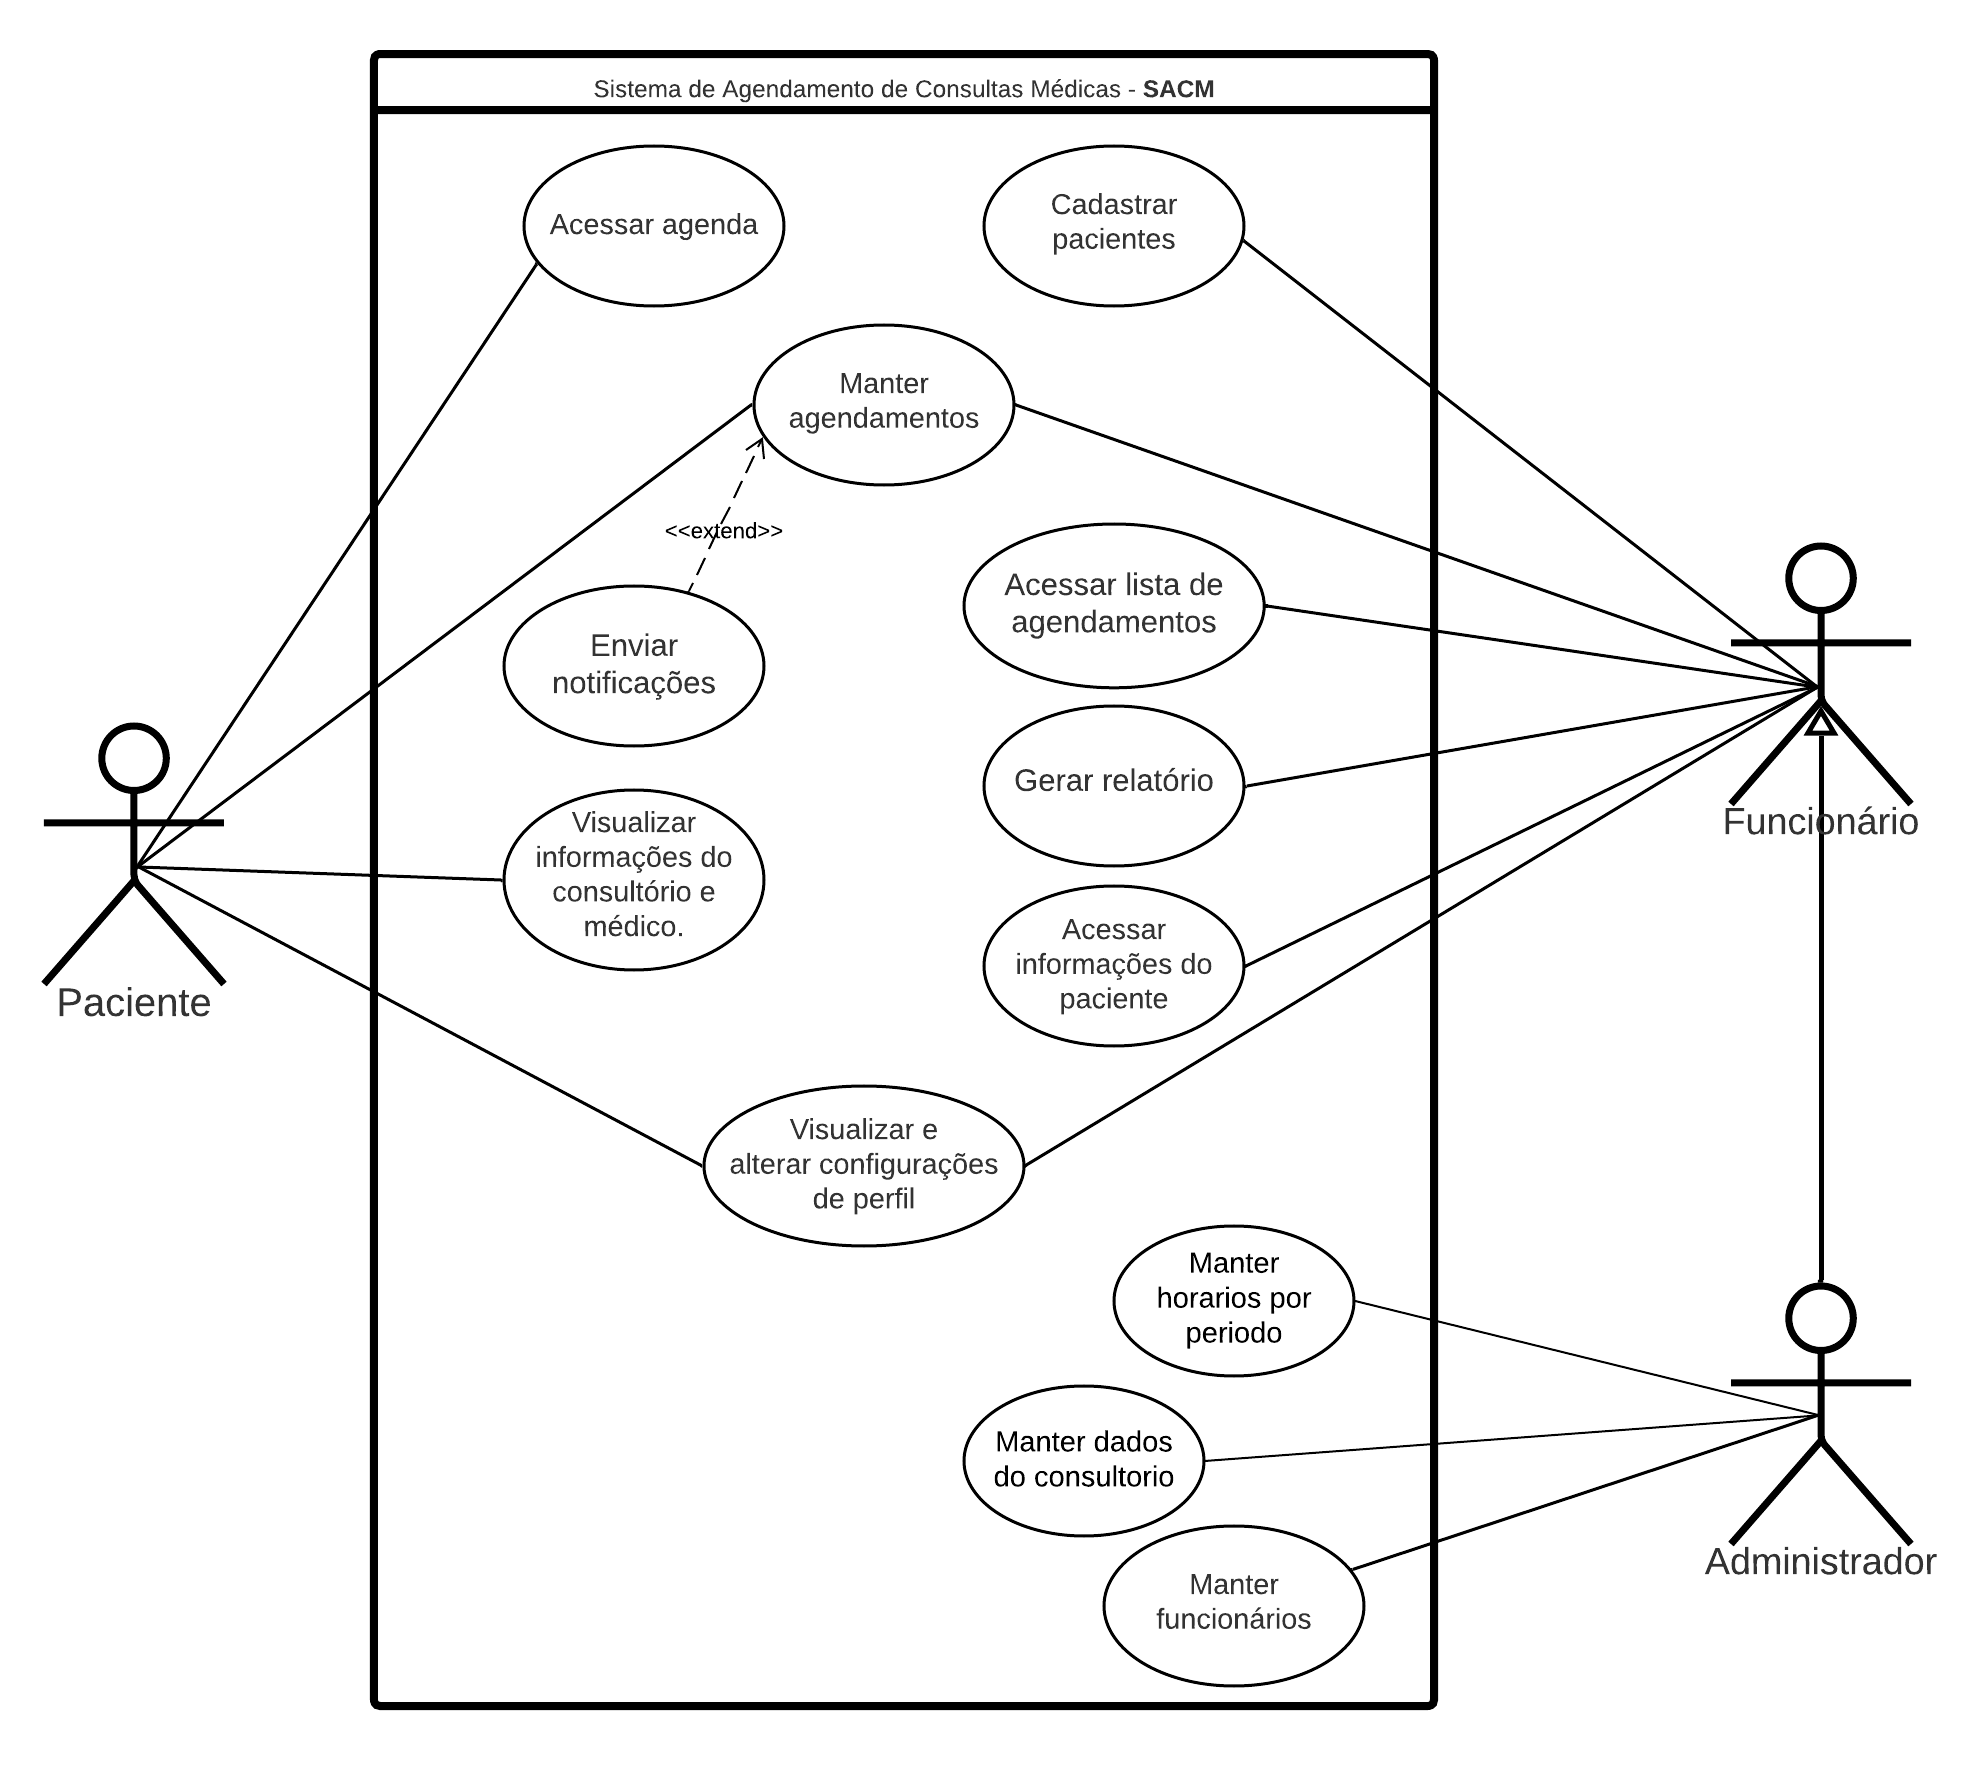 Sistema de Agendamento de Consultas Médicas - SACM
Acessar agenda
Cadastrar
pacientes
Manter
agendamentos
<<extend>>
Acessar lista de
agendamentos
Enviar
notificações
Gerar relatório
Funcionário
Visualizar
informações do
consultório e
médico.
Acessar
informações do
paciente
Paciente
Visualizar e
alterar configurações
de perfil
Manter
horarios por
periodo
Manter dados
do consultorio
Administrador
Manter
funcionários